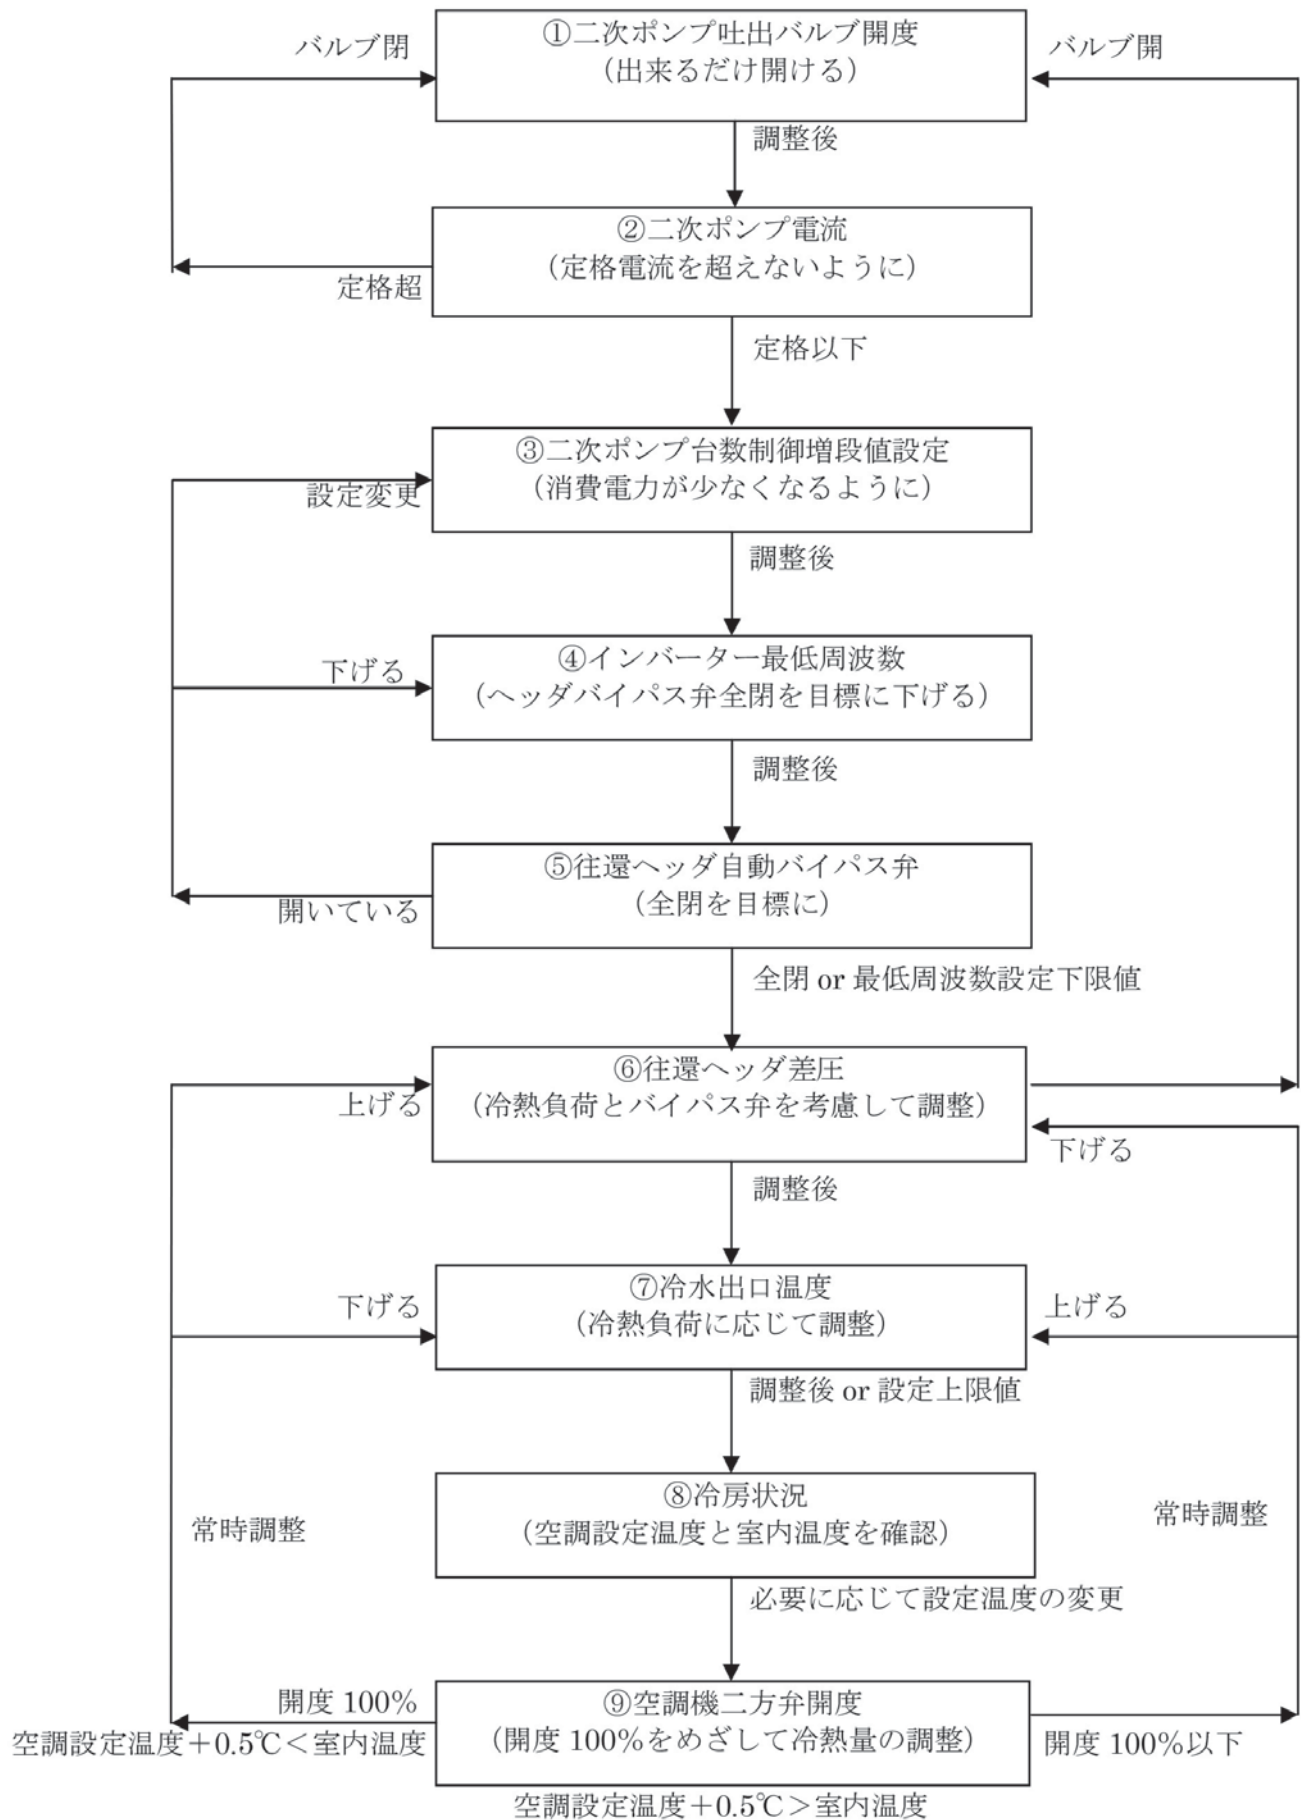 バルブ閉
①二次ポンプ吐出バルブ開度
(出来るだけ開ける)
バルブ開
調整後
②二次ポンプ電流
(定格電流を超えないように)
定格超
定格以下
③二次ポンプ台数制御増段値設定
(消費電力が少なくなるように)
設定変更
調整後
④インバーター最低周波数
(ヘッダバイパス弁全閉を目標に下げる)
下げる
調整後
⑤往還ヘッダ自動バイパス弁
(全閉を目標に)
開いている
全閉 or 最低周波数設定下限値
⑥往還ヘッダ差圧
(冷熱負荷とバイパス弁を考慮して調整)
上げる
下げる
調整後
下げる
⑦冷水出口温度
(冷熱負荷に応じて調整)
上げる
調整後 or 設定上限値
⑧冷房状況
(空調設定温度と室内温度を確認)
常時調整
常時調整
必要に応じて設定温度の変更
開度 100%
空調設定温度+0.5℃<室内温度
⑨空調機二方弁開度
(開度 100%をめざして冷熱量の調整)
開度 100%以下
空調設定温度+0.5℃>室内温度